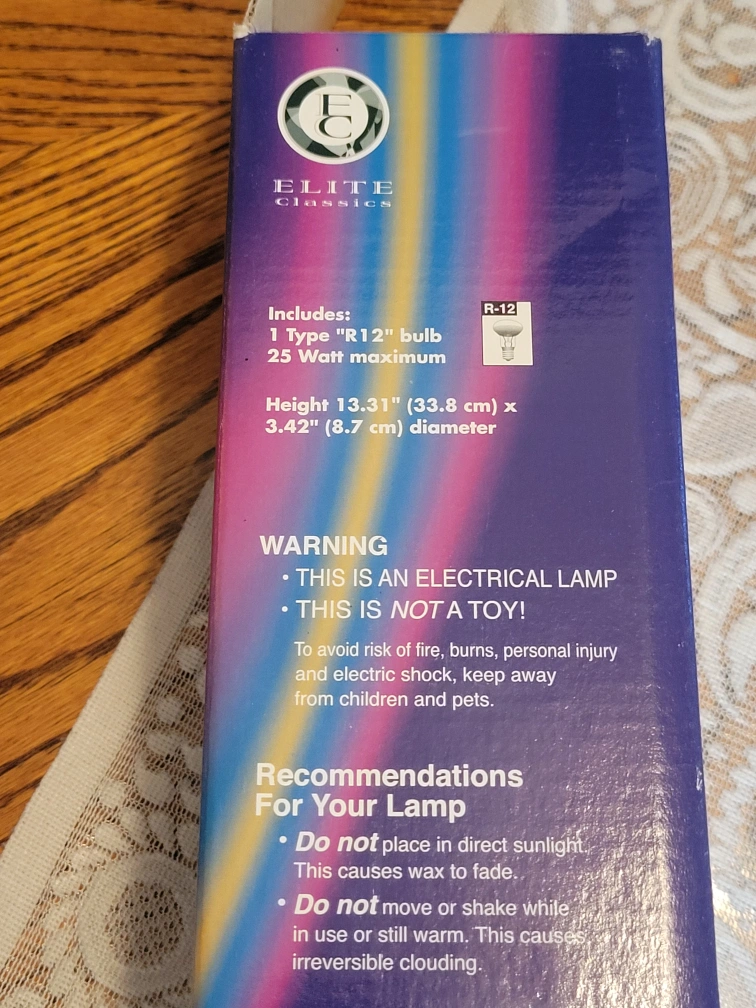 EC
ELITE
Classics
Includes:
1 Type "R12" bulb
25 Watt maximum
R-12
Height 13.31" (33.8 cm) x
3.42" (8.7 cm) diameter
WARNING
• THIS IS AN ELECTRICAL LAMP
• THIS IS NOT A TOY!
To avoid risk of fire, burns, personal injury
and electric shock, keep away
from children and pets.
Recommendations
For Your Lamp
• Do not place in direct sunlight.
This causes wax to fade.
• Do not move or shake while
in use or still warm. This causes
irreversible clouding.